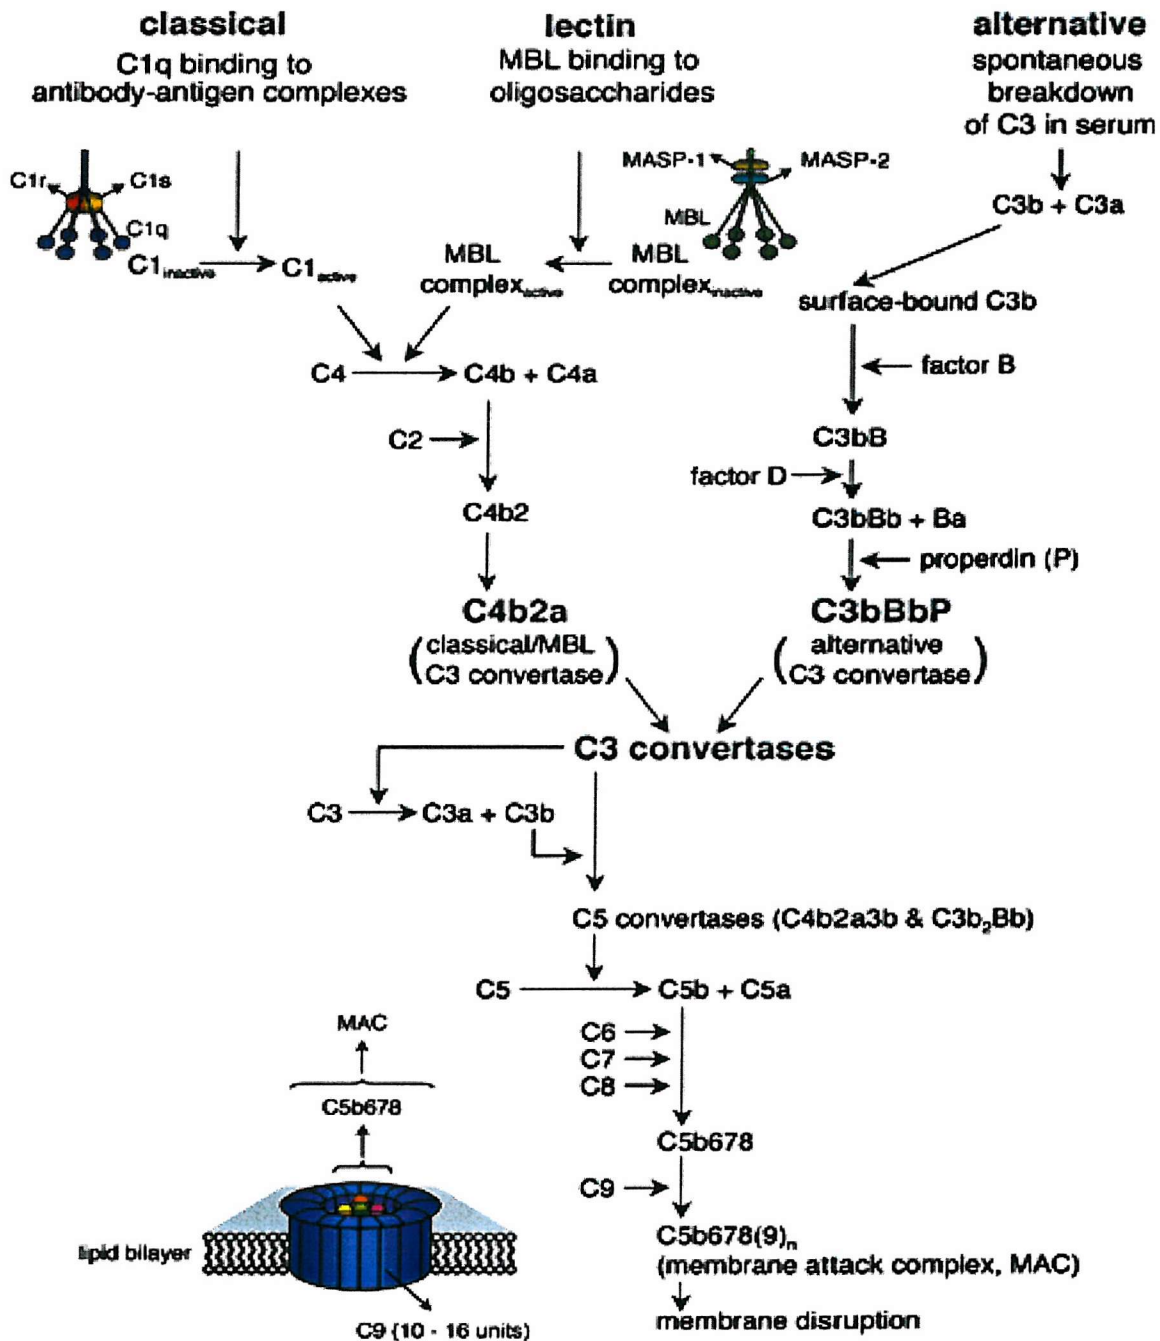 classical
C1q binding to
antibody-antigen complexes
lectin
MBL binding to
oligosaccharides
alternative
spontaneous
breakdown
of C3 in serum
C1r
C1s
C1q
MASP-1
MASP-2
MBL
C3b + C3a
C1inactive
C1active
MBL
complexactive
MBL
complexinactive
surface-bound C3b
C4
C4b + C4a
factor B
C2
C3bB
factor D
C4b2
C3bBb + Ba
properdin (P)
C4b2a
(classical/MBL
C3 convertase)
C3bBbP
(alternative
C3 convertase)
C3 convertases
C3
C3a + C3b
C5 convertases (C4b2a3b & C3b₂Bb)
C5
C5b + C5a
C6
C7
C8
C5b678
C9
C5b678(9)ₙ
(membrane attack complex, MAC)
membrane disruption
MAC
C5b678
lipid bilayer
C9 (10 - 16 units)